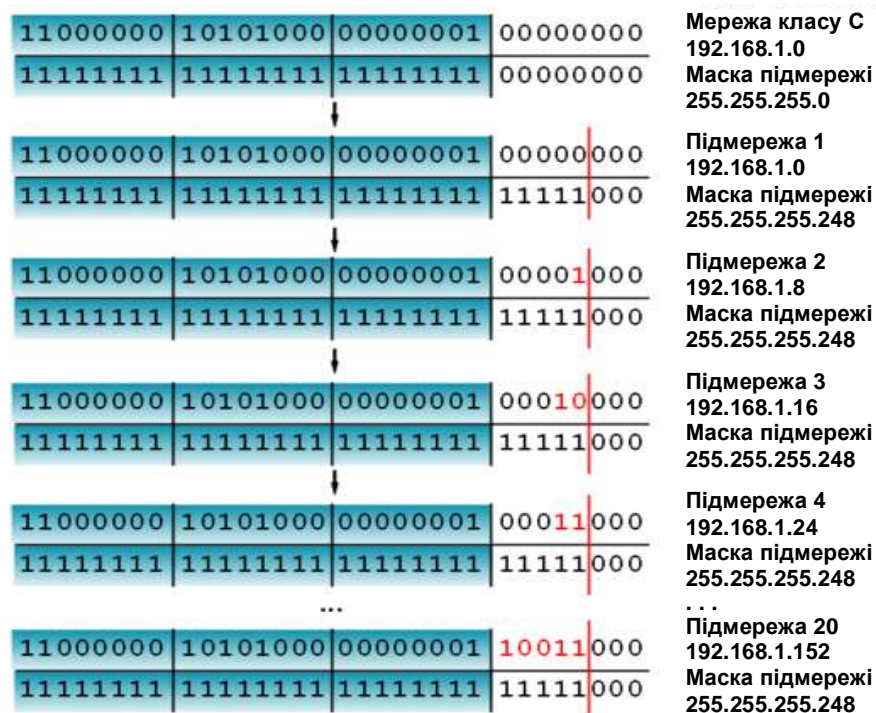 11000000 10101000 00000001 00000000
11111111 11111111 11111111 00000000
Мережа класу C
192.168.1.0
Маска підмережі
255.255.255.0
11000000 10101000 00000001 00000000
11111111 11111111 11111111 11111000
Підмережа 1
192.168.1.0
Маска підмережі
255.255.255.248
11000000 10101000 00000001 00001000
11111111 11111111 11111111 11111000
Підмережа 2
192.168.1.8
Маска підмережі
255.255.255.248
11000000 10101000 00000001 00010000
11111111 11111111 11111111 11111000
Підмережа 3
192.168.1.16
Маска підмережі
255.255.255.248
11000000 10101000 00000001 00011000
11111111 11111111 11111111 11111000
Підмережа 4
192.168.1.24
Маска підмережі
255.255.255.248
...
. . .
11000000 10101000 00000001 10011000
11111111 11111111 11111111 11111000
Підмережа 20
192.168.1.152
Маска підмережі
255.255.255.248